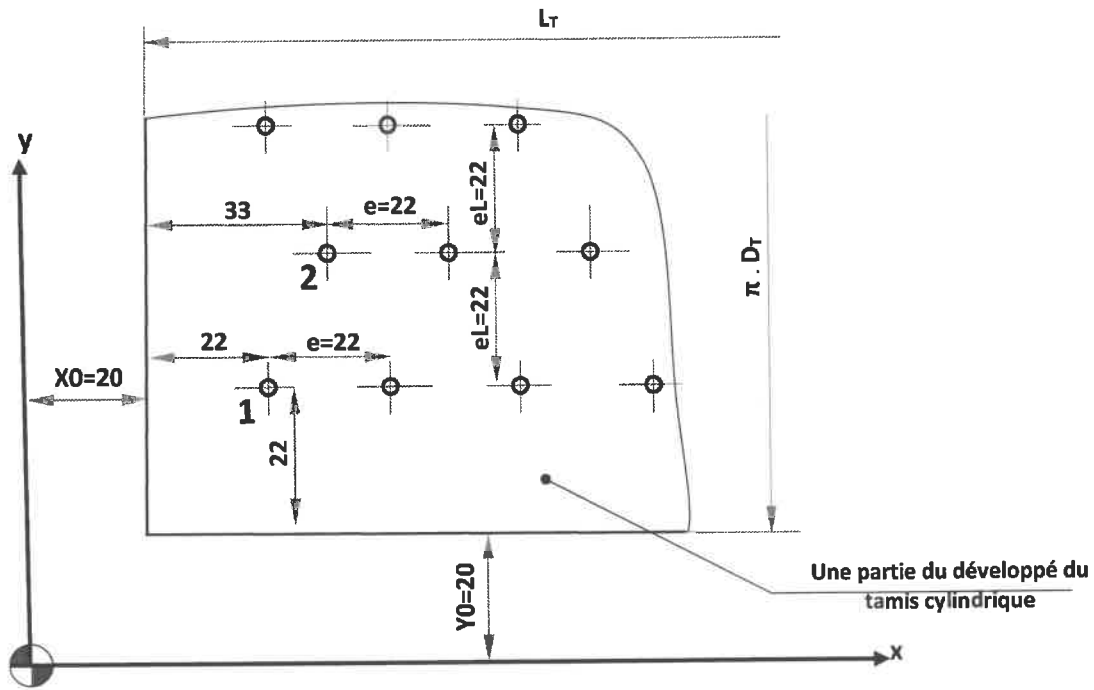 LT
y
eL=22
33
e=22
2
π . DT
eL=22
22
e=22
X0=20
1
22
Y0=20
Une partie du développé du
tamis cylindrique
x